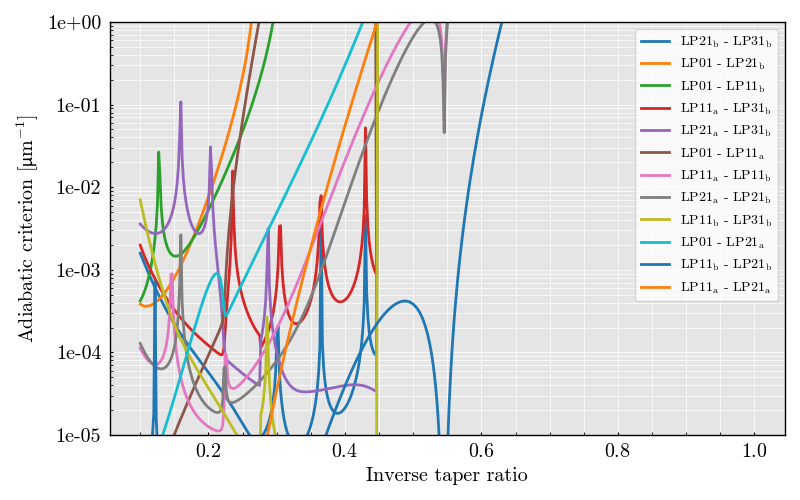 1e+00
1e-01
1e-02
1e-03
1e-04
1e-05
Adiabatic criterion [μm⁻¹]
0.2 0.4 0.6 0.8 1.0
Inverse taper ratio
LP21b - LP31b
LP01 - LP21b
LP01 - LP11b
LP11a - LP31b
LP21a - LP31b
LP01 - LP11a
LP11a - LP11b
LP21a - LP21b
LP11b - LP31b
LP01 - LP21a
LP11b - LP21b
LP11a - LP21a